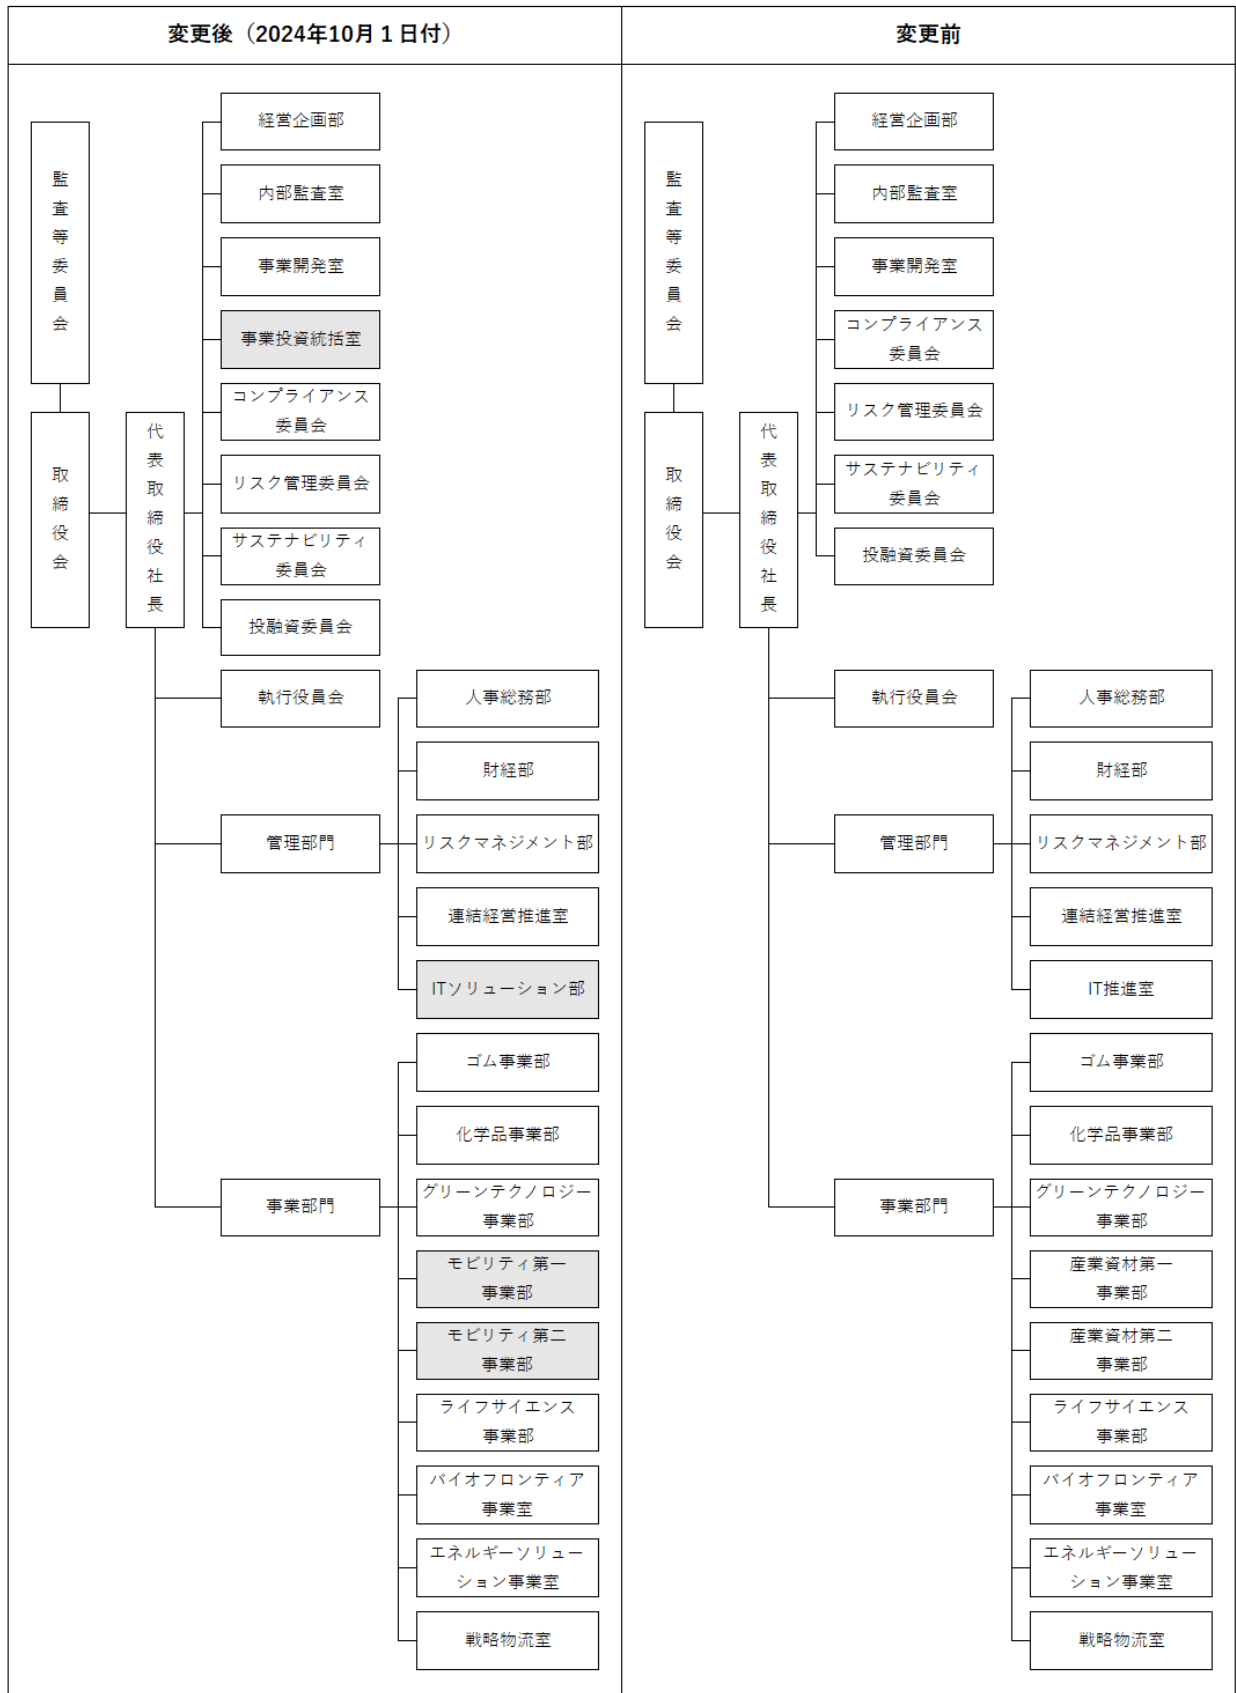 変更後（2024年10月１日付）
監査等委員会
取締役会
代表取締役社長
経営企画部
内部監査室
事業開発室
事業投資統括室
コンプライアンス
委員会
リスク管理委員会
サステナビリティ
委員会
投融資委員会
執行役員会
管理部門
人事総務部
財経部
リスクマネジメント部
連結経営推進室
ITソリューション部
事業部門
ゴム事業部
化学品事業部
グリーンテクノロジー
事業部
モビリティ第一
事業部
モビリティ第二
事業部
ライフサイエンス
事業部
バイオフロンティア
事業室
エネルギーソリュー
ション事業室
戦略物流室
変更前
監査等委員会
取締役会
代表取締役社長
経営企画部
内部監査室
事業開発室
コンプライアンス
委員会
リスク管理委員会
サステナビリティ
委員会
投融資委員会
執行役員会
管理部門
人事総務部
財経部
リスクマネジメント部
連結経営推進室
IT推進室
事業部門
ゴム事業部
化学品事業部
グリーンテクノロジー
事業部
産業資材第一
事業部
産業資材第二
事業部
ライフサイエンス
事業部
バイオフロンティア
事業室
エネルギーソリュー
ション事業室
戦略物流室